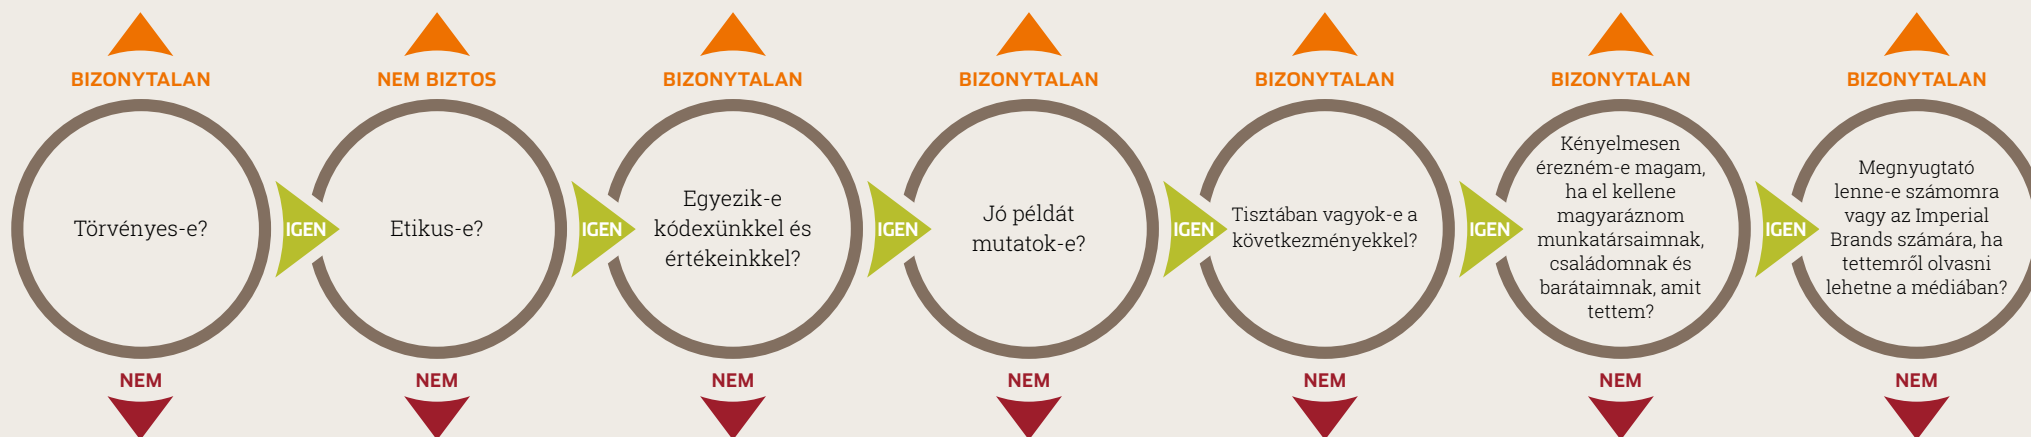 BIZONYTALAN
NEM BIZTOS
BIZONYTALAN
BIZONYTALAN
BIZONYTALAN
BIZONYTALAN
BIZONYTALAN
Törvényes-e?
IGEN
Etikus-e?
IGEN
Egyezik-e
kódexünkkel és
értékeinkkel?
IGEN
Jó példát
mutatok-e?
IGEN
Tisztában vagyok-e a
következményekkel?
IGEN
Kényelmesen
érezném-e magam,
ha el kellene
magyaráznom
munkatársaimnak,
családomnak és
barátaimnak, amit
tettem?
IGEN
Megnyugtató
lenne-e számomra
vagy az Imperial
Brands számára, ha
tettemről olvasni
lehetne a médiában?
NEM
NEM
NEM
NEM
NEM
NEM
NEM